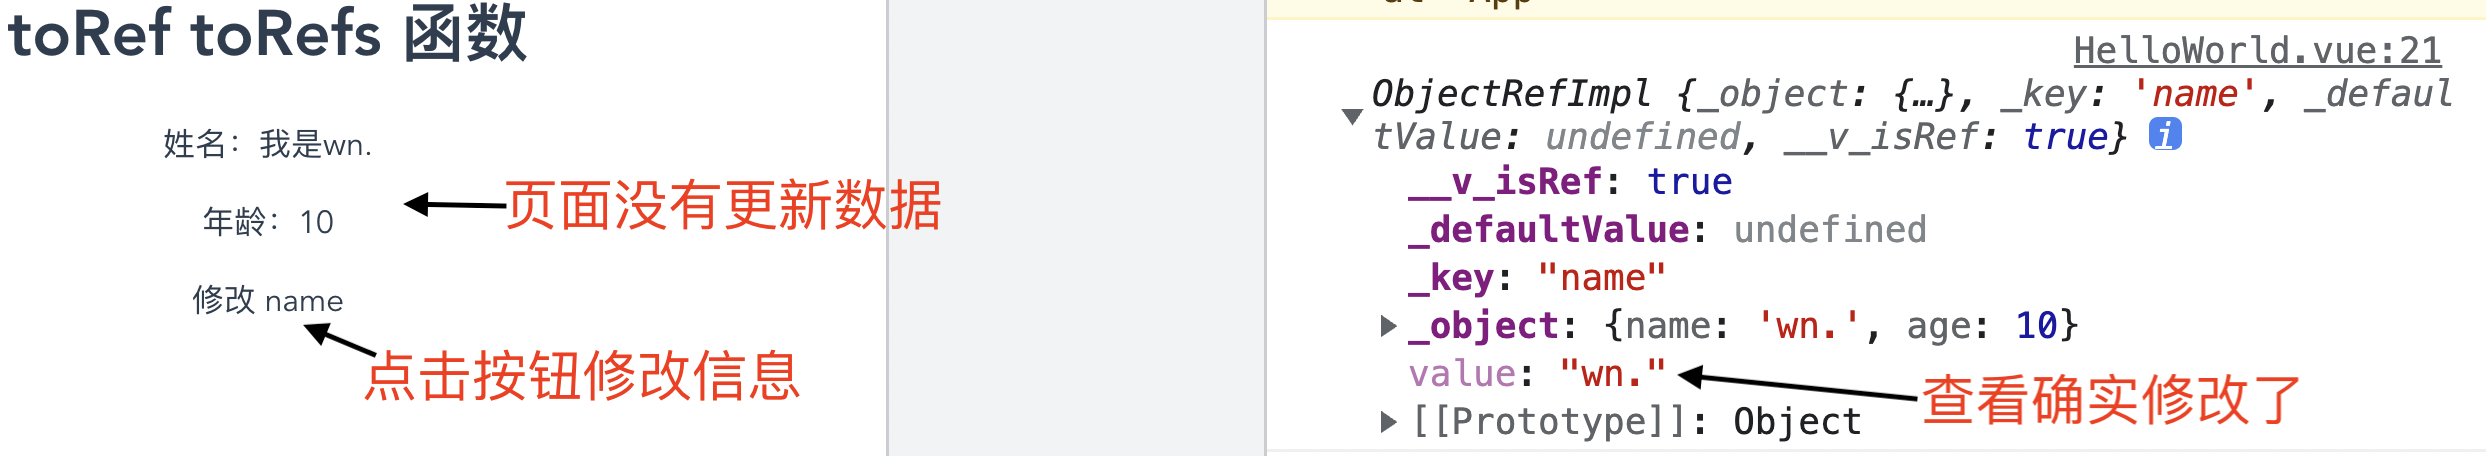 toRef toRefs 函数
姓名：我是wn.
页面没有更新数据
年龄：10
修改 name
点击按钮修改信息
HelloWorld.vue:21
ObjectRefImpl {_object: {…}, _key: 'name', _defaul
tValue: undefined, __v_isRef: true} i
__v_isRef: true
_defaultValue: undefined
_key: "name"
_object: {name: 'wn.', age: 10}
value: "wn."
查看确实修改了
[[Prototype]]: Object